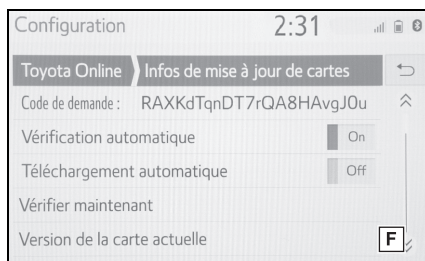 Configuration 2:31
Toyota Online Infos de mise à jour de cartes
Code de demande : RAXKdTqnDT7rQA8HAvgJ0u
Vérification automatique On
Téléchargement automatique Off
Vérifier maintenant
Version de la carte actuelle F